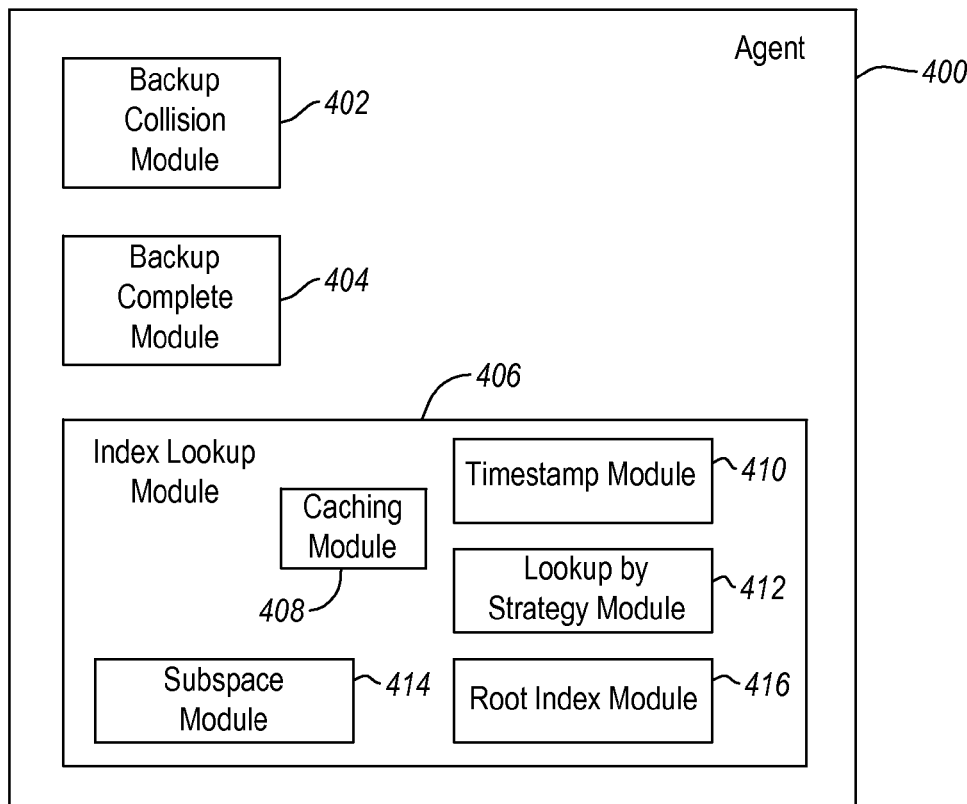 Agent
400
Backup
Collision
Module
402
Backup
Complete
Module
404
406
Index Lookup
Module
Timestamp Module
410
Caching
Module
408
Lookup by
Strategy Module
412
Subspace
Module
414
Root Index Module
416